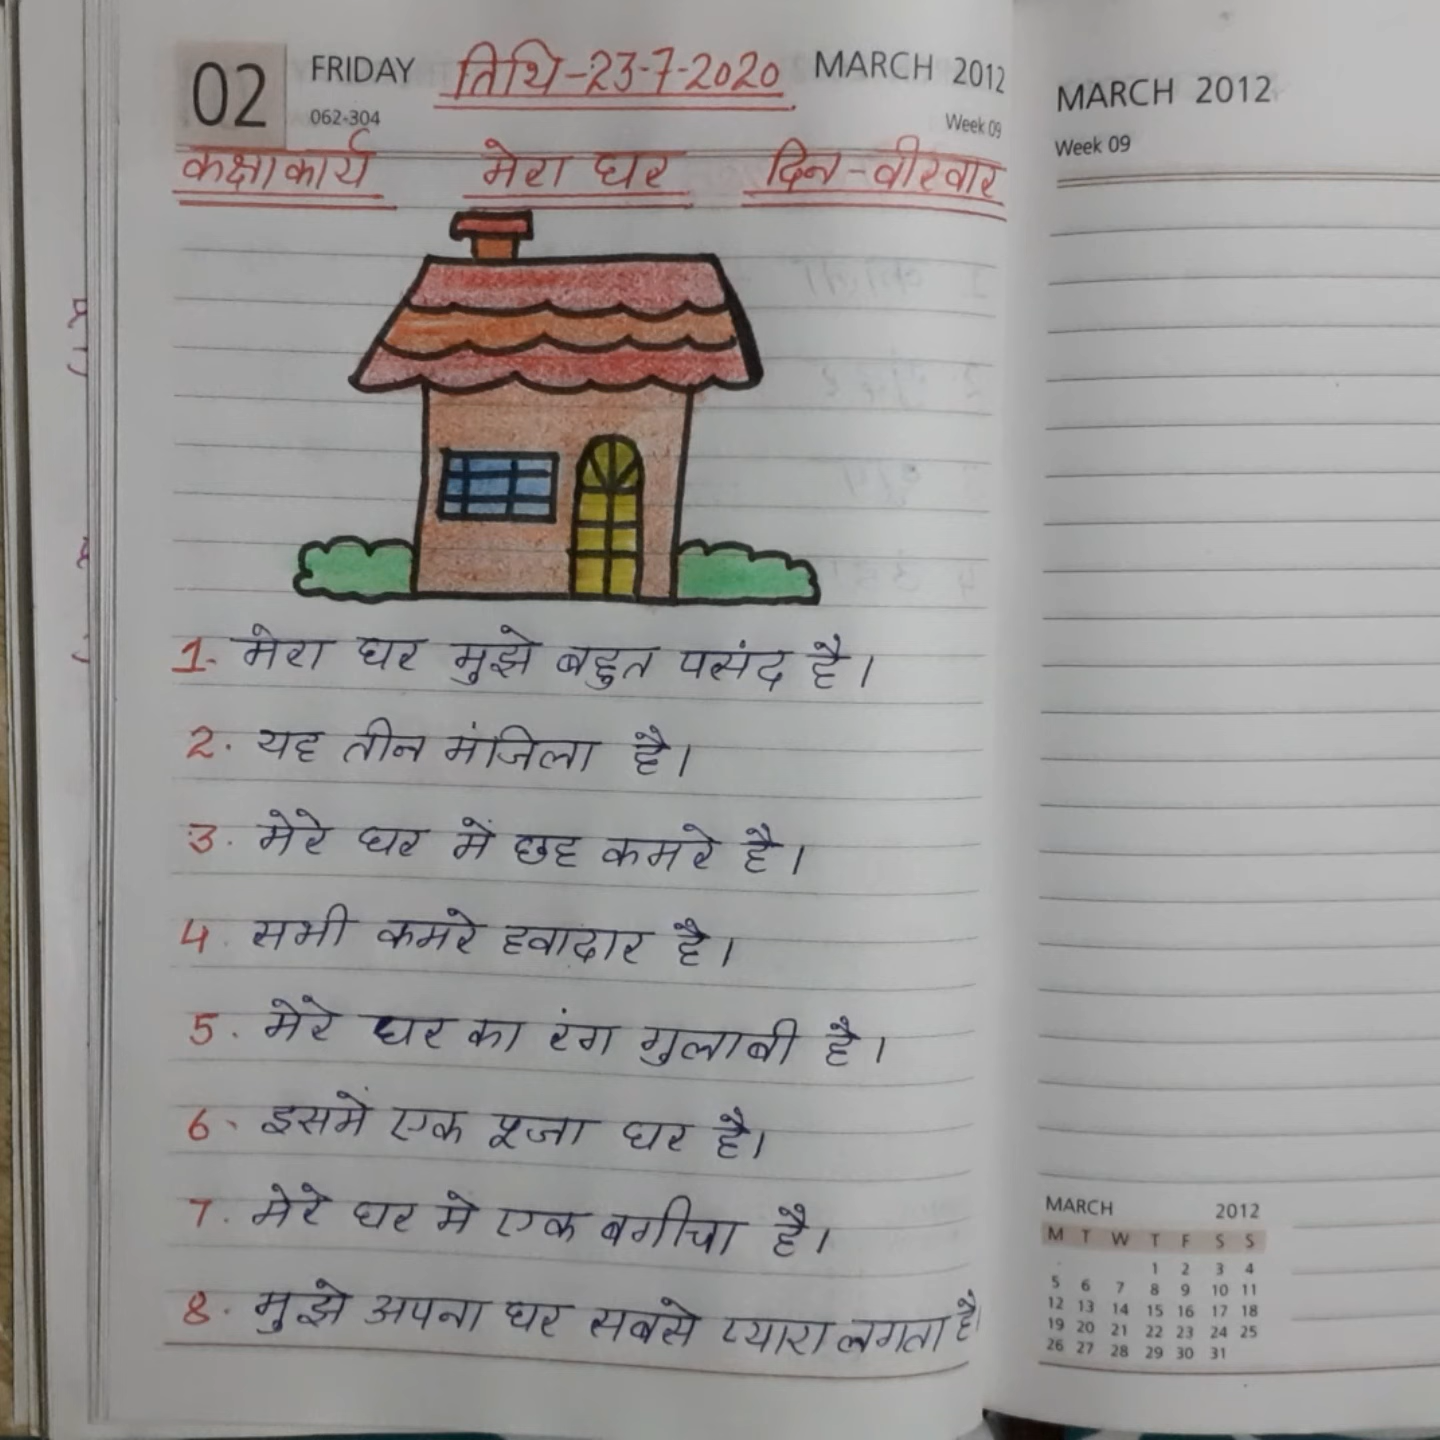 02 FRIDAY तिथि-23-7-2020 MARCH 2012
062-304 Week 09
कक्षाकार्य मेरा घर दिन-वीरवार
1. मेरा घर मुझे बहुत पसंद है।
2. यह तीन मंजिला है।
3. मेरे घर में छह कमरे है।
4. सभी कमरे हवादार है।
5. मेरे घर का रंग गुलाबी है।
6. इसमें एक पूजा घर है।
7. मेरे घर मे एक बगीचा है।
8. मुझे अपना घर सबसे प्यारा लगता है
MARCH 2012
Week 09
MARCH 2012
M T W T F S S
1 2 3 4
5 6 7 8 9 10 11
12 13 14 15 16 17 18
19 20 21 22 23 24 25
26 27 28 29 30 31